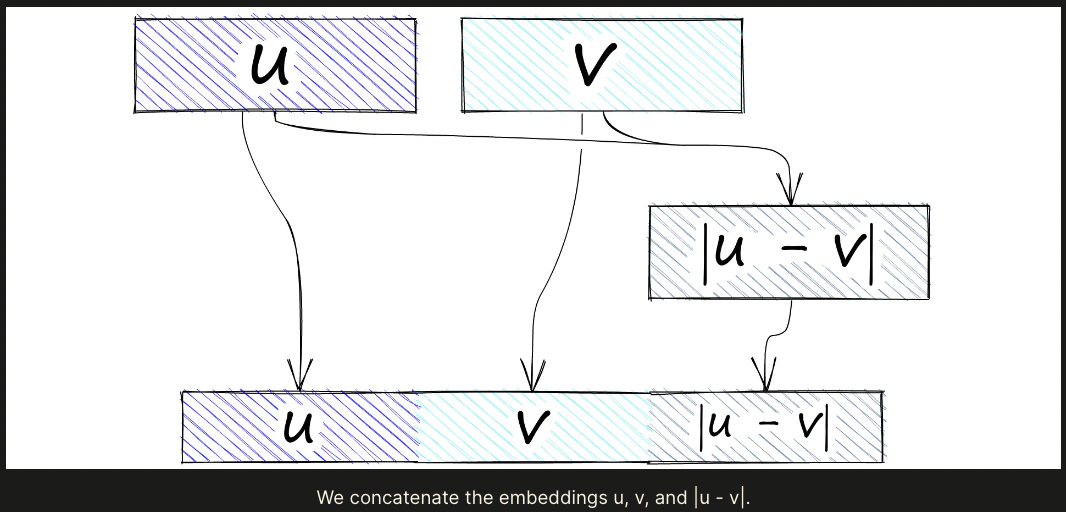 u v
|u - v|
u v |u - v|
We concatenate the embeddings u, v, and |u - v|.